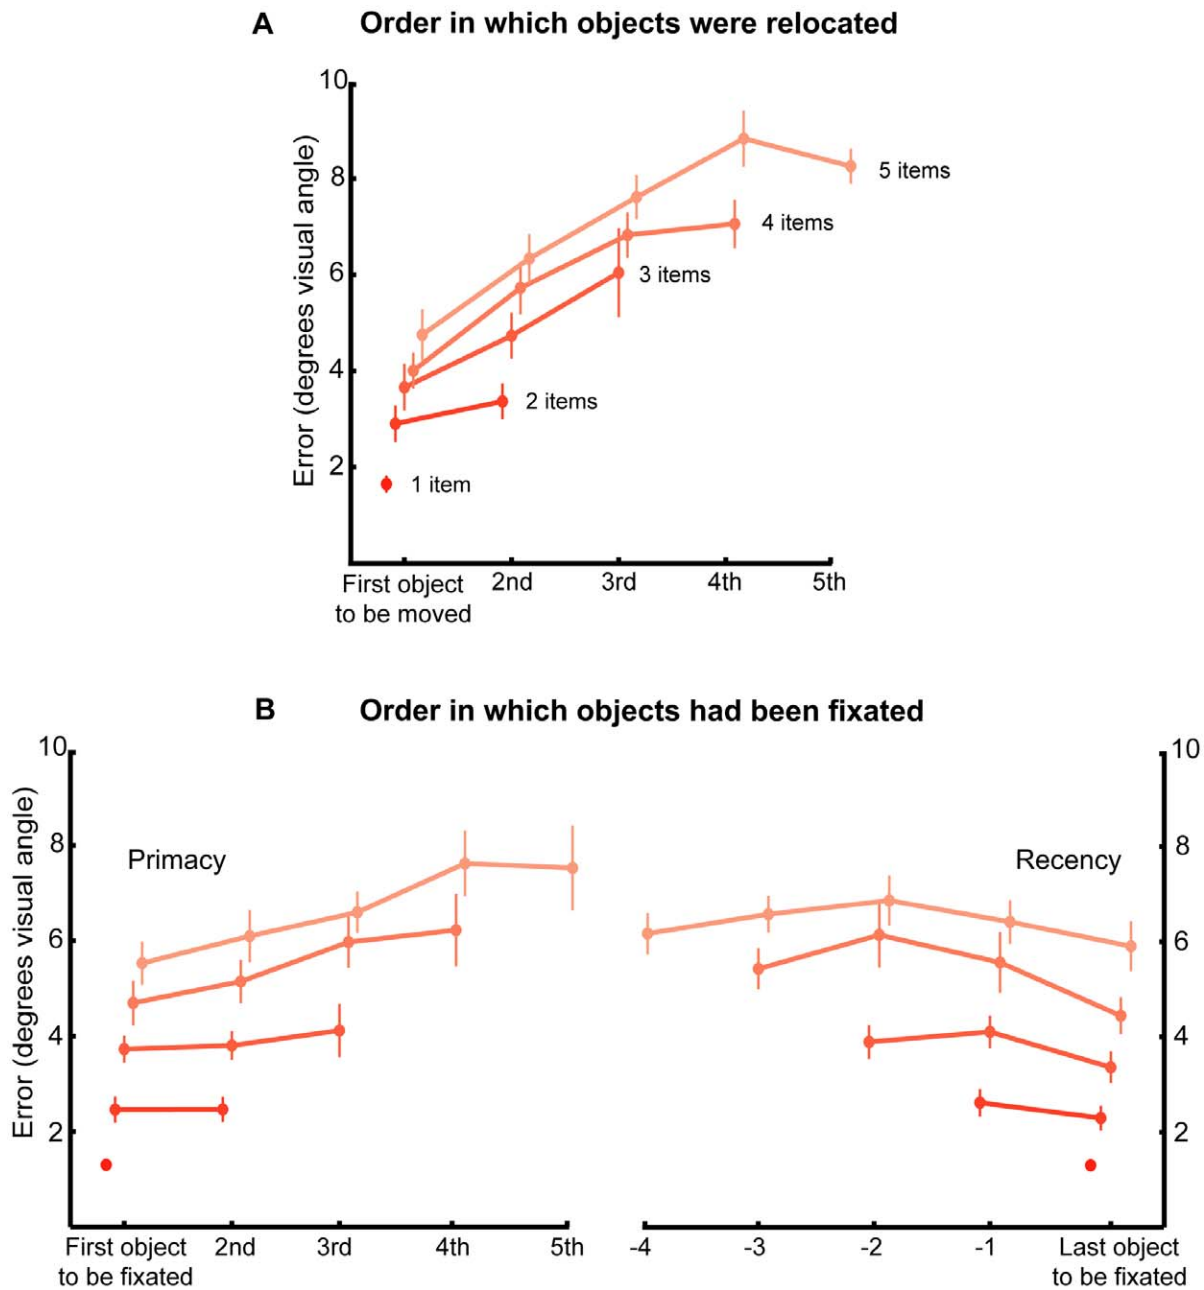 A Order in which objects were relocated
10
8
6
4
2
Error (degrees visual angle)
5 items
4 items
3 items
2 items
1 item
First object
to be moved
2nd
3rd
4th
5th
B Order in which objects had been fixated
10
8
6
4
2
Error (degrees visual angle)
Primacy
First object
to be fixated
2nd
3rd
4th
5th
Recency
10
8
6
4
2
-4
-3
-2
-1
Last object
to be fixated